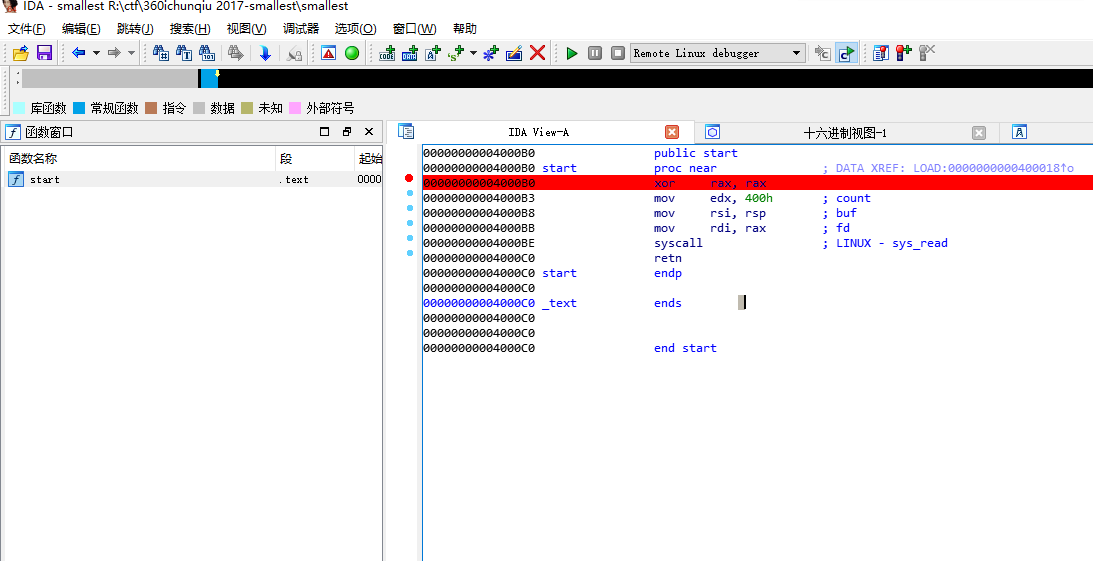 IDA - smallest R:\ctf\360ichunqiu 2017-smallest\smallest
文件(F) 编辑(E) 跳转(J) 搜索(H) 视图(V) 调试器 选项(O) 窗口(W) 帮助
Remote Linux debugger
库函数 常规函数 指令 数据 未知 外部符号
函数窗口 IDA View-A 十六进制视图-1
函数名称 段 起始
start .text 0000
00000000004000B0 public start
00000000004000B0 start proc near ; DATA XREF: LOAD:0000000000400018↑o
00000000004000B0 xor rax, rax
00000000004000B3 mov edx, 400h ; count
00000000004000B8 mov rsi, rsp ; buf
00000000004000BB mov rdi, rax ; fd
00000000004000BE syscall ; LINUX - sys_read
00000000004000C0 retn
00000000004000C0 start endp
00000000004000C0
00000000004000C0 _text ends
00000000004000C0
00000000004000C0
00000000004000C0 end start